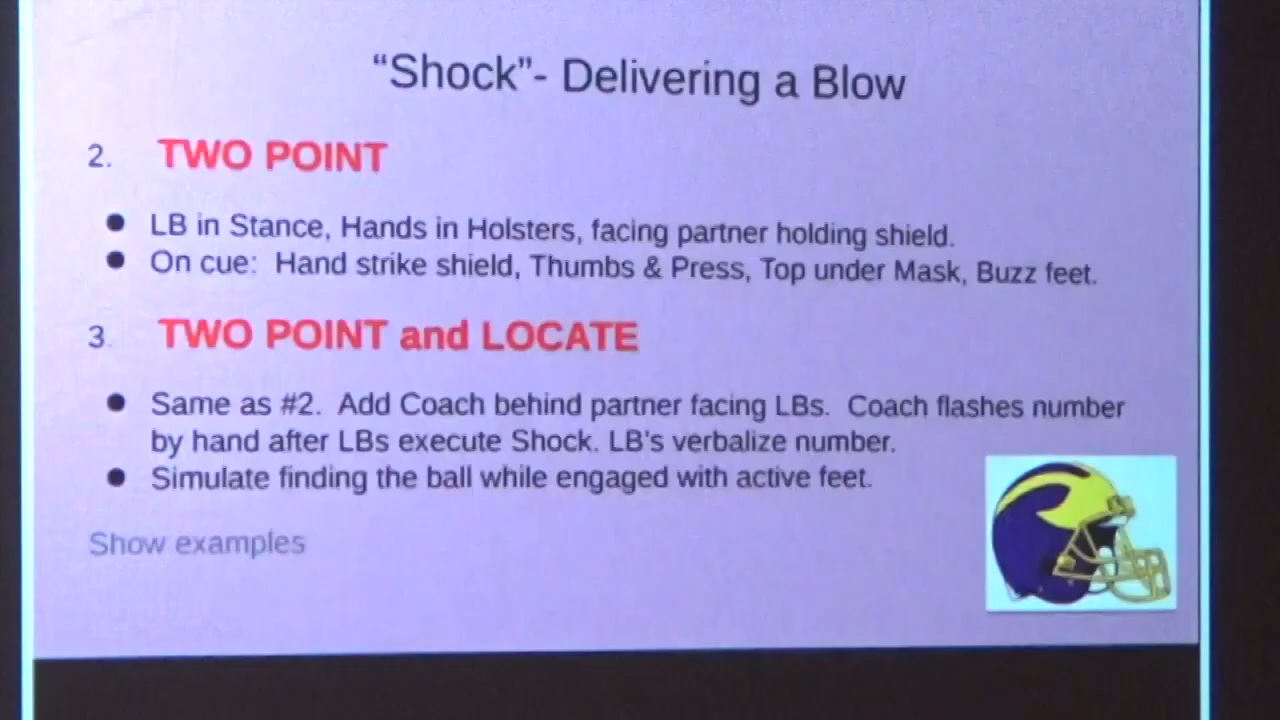 “Shock”- Delivering a Blow
2. TWO POINT
● LB in Stance, Hands in Holsters, facing partner holding shield.
● On cue: Hand strike shield, Thumbs & Press, Top under Mask, Buzz feet.
3. TWO POINT and LOCATE
● Same as #2. Add Coach behind partner facing LBs. Coach flashes number
by hand after LBs execute Shock. LB's verbalize number.
● Simulate finding the ball while engaged with active feet.
Show examples